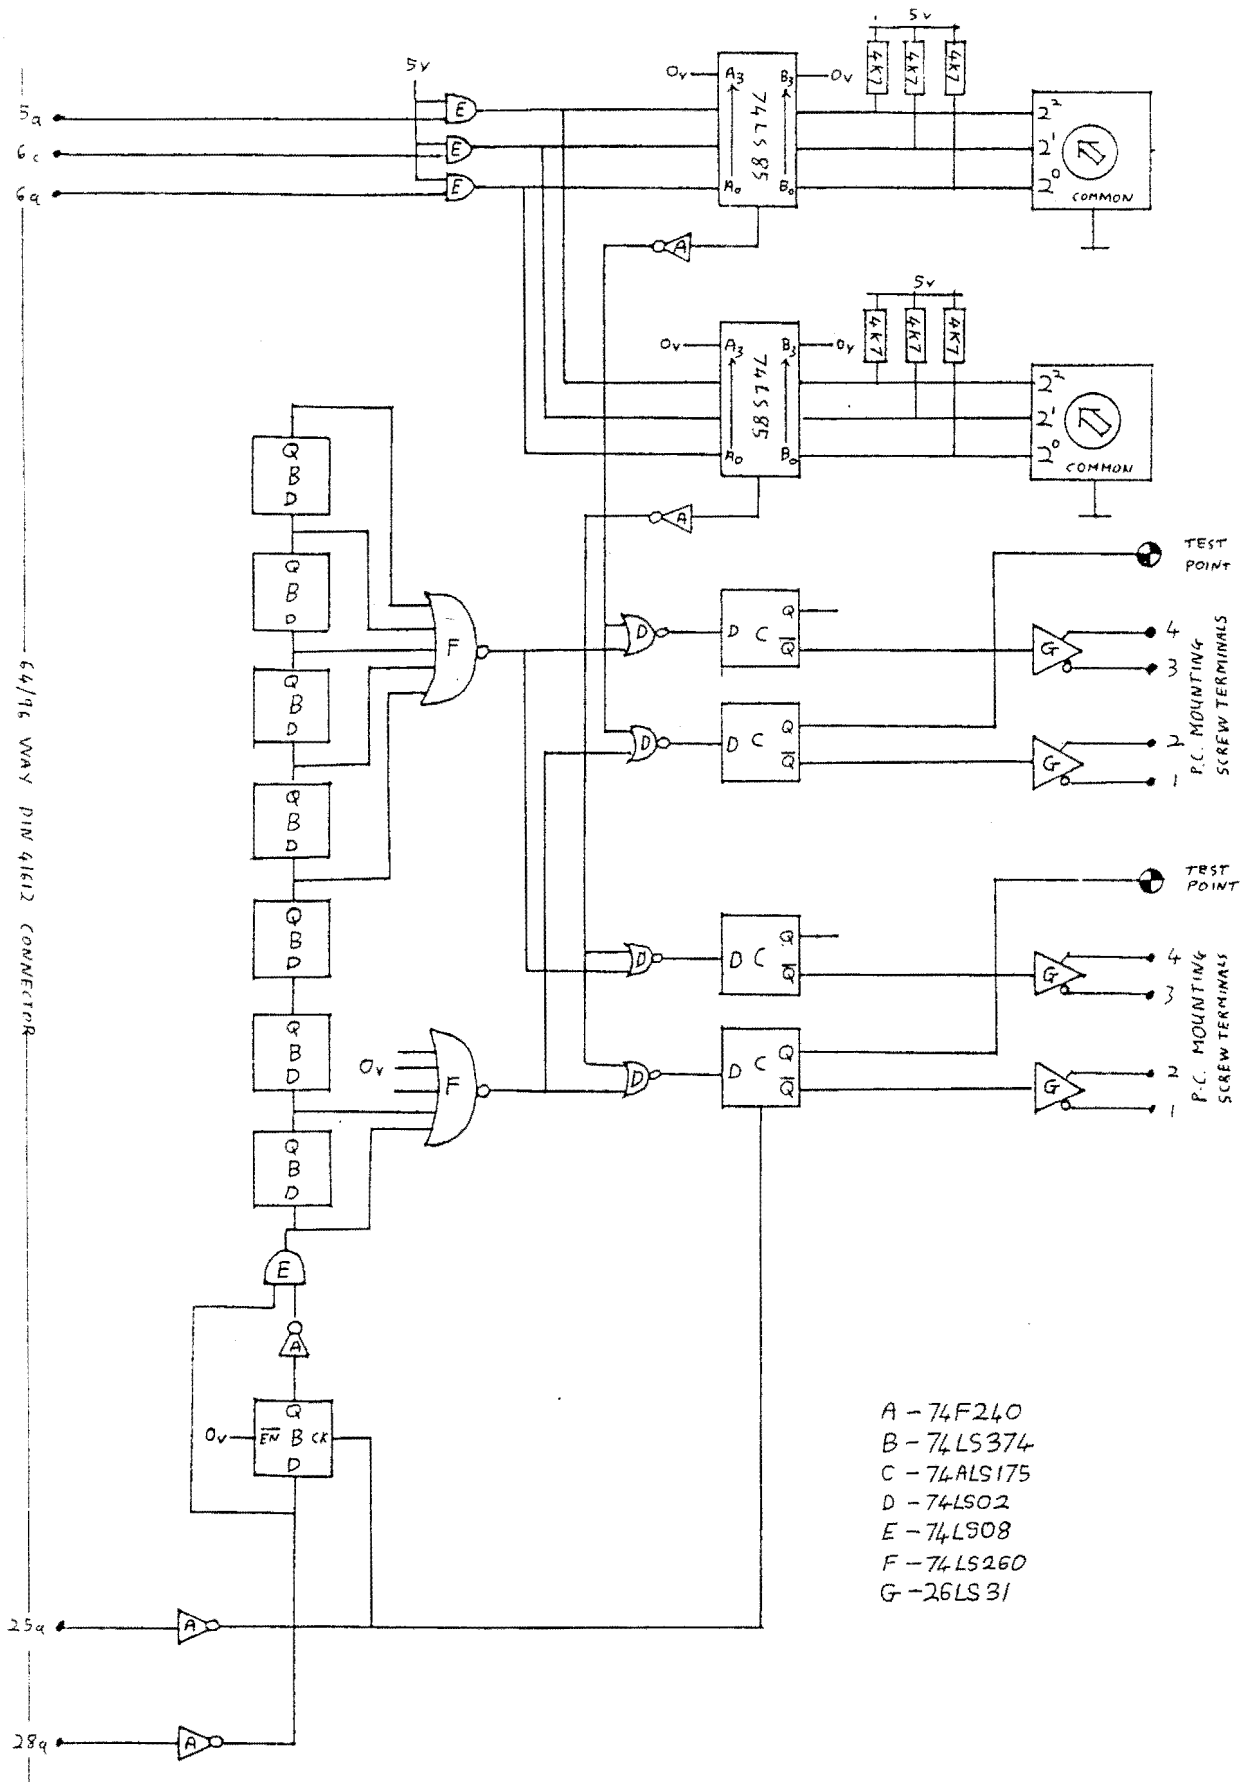 5v
5a
6c
6a
E
E
E
0v
A3
B3
0v
74LS85
A0
B0
5v
4k7
4k7
4k7
2²
2¹
2⁰
COMMON
A
0v
A3
B3
0v
74LS85
A0
B0
5v
4k7
4k7
4k7
2²
2¹
2⁰
COMMON
A
64/96 WAY DIN 41612 CONNECTOR
Q
B
D
Q
B
D
Q
B
D
Q
B
D
Q
B
D
Q
B
D
Q
B
D
F
0v
F
D
D C Q
Q
G
4
3
TEST
POINT
D
D C Q
Q
G
2
1
P.C. MOUNTING
SCREW TERMINALS
D
D C Q
Q
G
4
3
TEST
POINT
D
D C Q
Q
G
2
1
P.C. MOUNTING
SCREW TERMINALS
E
A
0v
Q
EN B CK
D
25a
A
28a
A
A - 74F240
B - 74LS374
C - 74ALS175
D - 74LS02
E - 74LS08
F - 74LS260
G - 26LS31